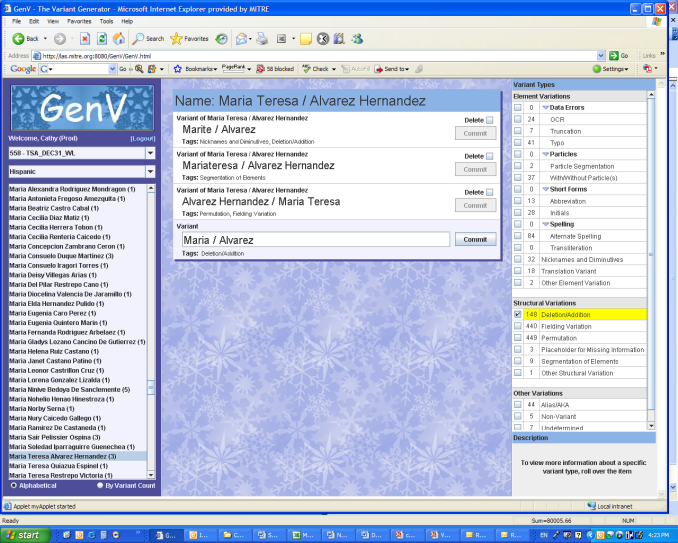 GenV - The Variant Generator - Microsoft Internet Explorer provided by MITRE
File Edit View Favorites Tools Help
Back Search Favorites
Address http://ias.mitre.org:8080/GenV/GenV.html Go Links »
Google Go Bookmarks PageRank 58 blocked Check AutoFill Send to Settings
GenV
Welcome, Cathy (Prod) [Logout]
558 - TSA_DEC31_WL
Hispanic
Maria Alexandra Rodriguez Mondragon (1)
Maria Antonieta Fregoso Amezquita (1)
Maria Beatriz Castro Cabal (1)
Maria Cecilia Diaz Matiz (1)
Maria Cecilia Herrera Tobon (1)
Maria Cecilia Renteria Caicedo (1)
Maria Concepcion Zambrano Ceron (1)
Maria Consuelo Duque Martinez (3)
Maria Consuelo Iragori Torres (1)
Maria Deisy Villegas Arias (1)
Maria Del Pilar Restrepo Cano (1)
Maria Diocelina Valencia De Jaramillo (1)
Maria Elda Hernandez Pulido (1)
Maria Eugenia Caro Perez (1)
Maria Eugenia Quintero Marin (1)
Maria Fernanda Rodriguez Arbelaez (1)
Maria Gladys Lozano Cancino De Gutierrez (1)
Maria Helena Ruiz Castano (1)
Maria Janet Castano Patino (1)
Maria Leonor Castrillon Cruz (1)
Maria Lorena Gonzalez Lizalda (1)
Maria Ninive Bedoya De Sanclemente (5)
Maria Nohelio Henao Hinestroza (1)
Maria Norby Serna (1)
Maria Nury Caicedo Gallego (1)
Maria Ramirez De Castaneda (1)
Maria Sair Pelissier Ospina (3)
Maria Soledad Iparraguirre Guenechea (1)
Maria Teresa Alvarez Hernandez (3)
Maria Teresa Quiazua Espinel (1)
Maria Teresa Restrepo Victoria (1)
Alphabetical By Variant Count
Name: Maria Teresa / Alvarez Hernandez
Variant of Maria Teresa / Alvarez Hernandez Delete
Marite / Alvarez
Commit
Tags: Nicknames and Diminutives, Deletion/Addition
Variant of Maria Teresa / Alvarez Hernandez Delete
Mariateresa / Alvarez Hernandez
Commit
Tags: Segmentation of Elements
Variant of Maria Teresa / Alvarez Hernandez Delete
Alvarez Hernandez / Maria Teresa
Commit
Tags: Permutation, Fielding Variation
Variant
Maria / Alvarez Commit
Tags: Deletion/Addition
Variant Types
Element Variations
0 Data Errors
24 OCR
7 Truncation
41 Typo
0 Particles
2 Particle Segmentation
37 With/Without Particle(s)
0 Short Forms
13 Abbreviation
28 Initials
0 Spelling
84 Alternate Spelling
0 Transliteration
32 Nicknames and Diminutives
18 Translation Variant
2 Other Element Variation
Structural Variations
148 Deletion/Addition
440 Fielding Variation
449 Permutation
3 Placeholder for Missing Information
9 Segmentation of Elements
1 Other Structural Variation
Other Variations
44 Alias/AKA
5 Non-Variant
7 Undetermined
Description
To view more information about a specific
variant type, roll over the item
Applet myApplet started Local intranet
Ready Sum=80005.66 NUM
start EN 4:23 PM